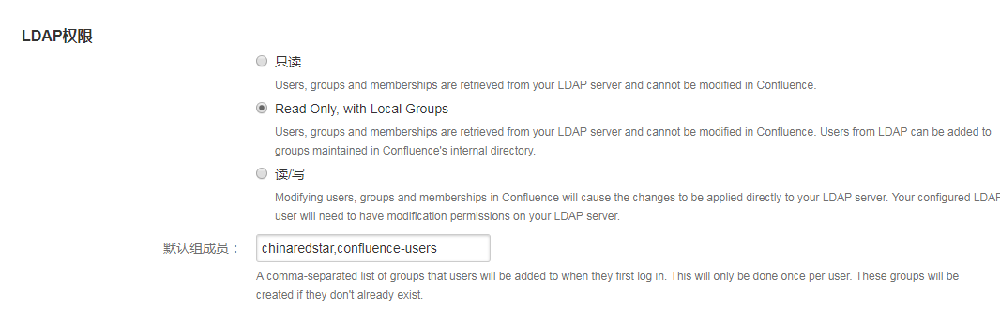 LDAP权限
只读
Users, groups and memberships are retrieved from your LDAP server and cannot be modified in Confluence.
Read Only, with Local Groups
Users, groups and memberships are retrieved from your LDAP server and cannot be modified in Confluence. Users from LDAP can be added to
groups maintained in Confluence's internal directory.
读/写
Modifying users, groups and memberships in Confluence will cause the changes to be applied directly to your LDAP server. Your configured LDAP
user will need to have modification permissions on your LDAP server.
默认组成员： chinaredstar,confluence-users
A comma-separated list of groups that users will be added to when they first log in. This will only be done once per user. These groups will be
created if they don't already exist.